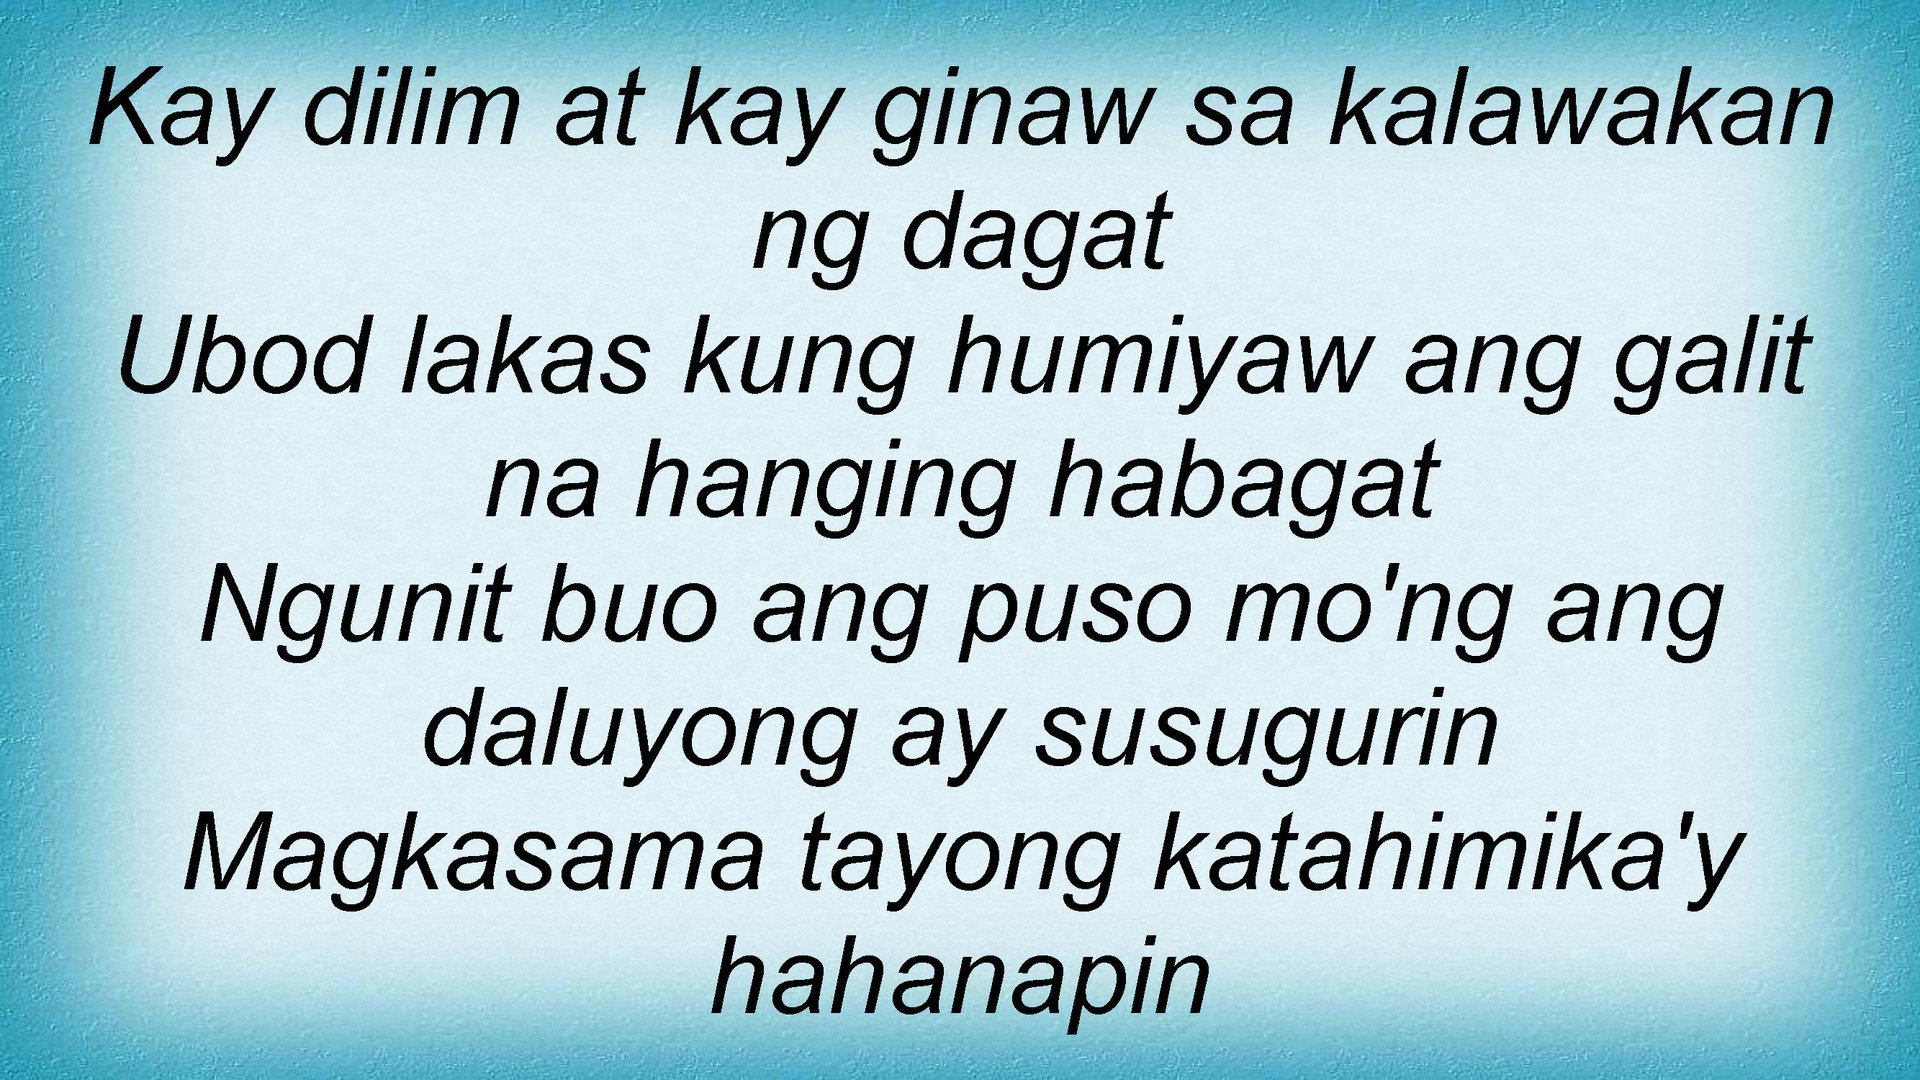 Kay dilim at kay ginaw sa kalawakan
ng dagat
Ubod lakas kung humiyaw ang galit
na hanging habagat
Ngunit buo ang puso mo'ng ang
daluyong ay susugurin
Magkasama tayong katahimika'y
hahanapin